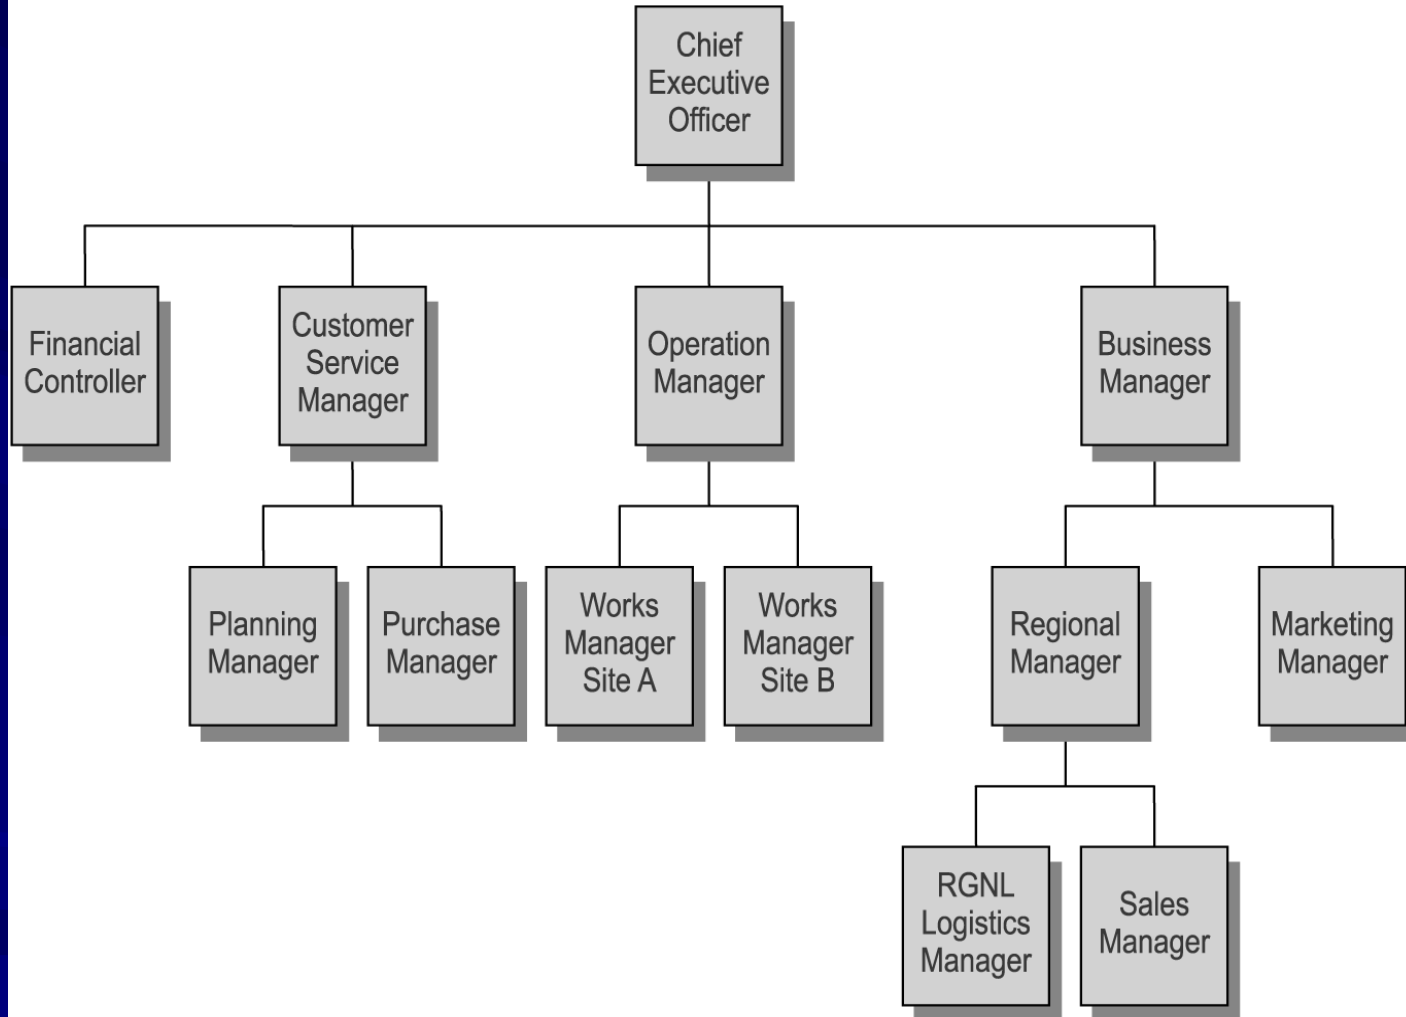 Chief
Executive
Officer
Financial
Controller
Customer
Service
Manager
Operation
Manager
Business
Manager
Planning
Manager
Purchase
Manager
Works
Manager
Site A
Works
Manager
Site B
Regional
Manager
Marketing
Manager
RGNL
Logistics
Manager
Sales
Manager